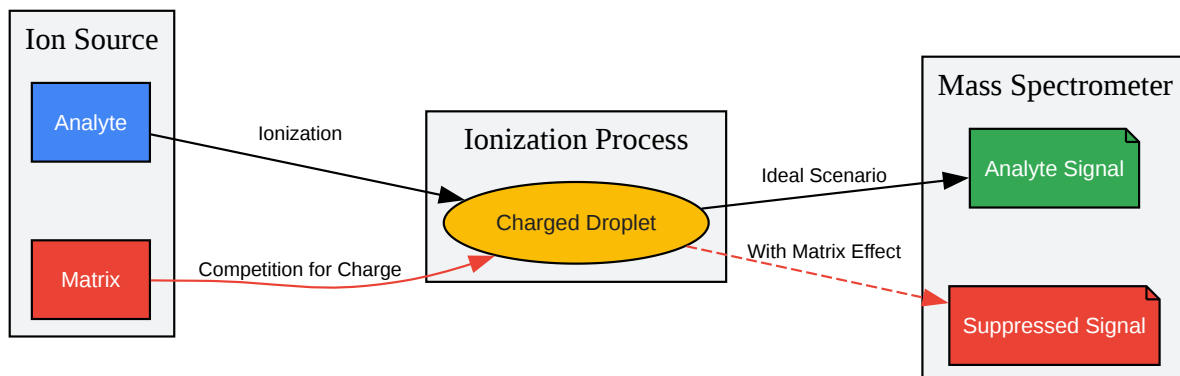 Ion Source
Analyte
Matrix
Ionization
Competition for Charge
Ionization Process
Charged Droplet
Ideal Scenario
With Matrix Effect
Mass Spectrometer
Analyte Signal
Suppressed Signal